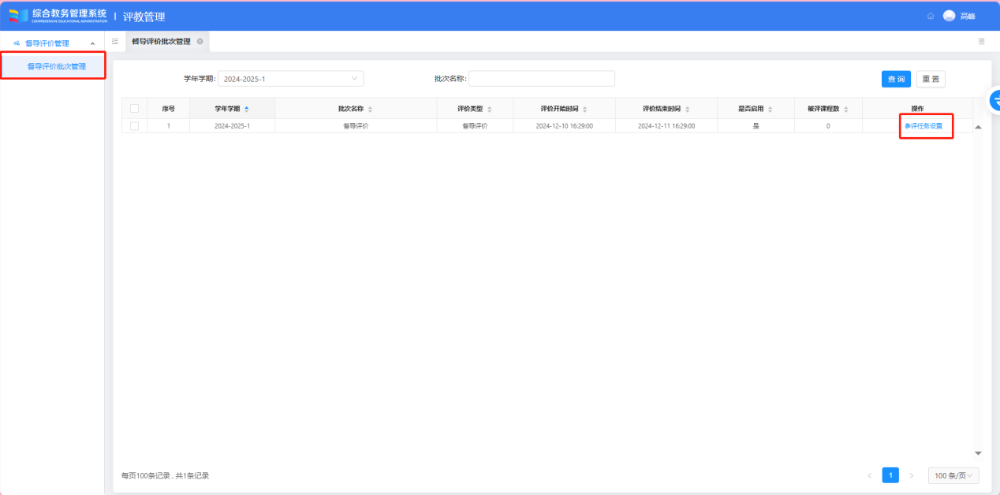 综合教务管理系统
COMPREHENSIVE EDUCATIONAL ADMINISTRATION
评教管理
高峰
督导评价管理
督导评价批次管理
督导评价批次管理
学年学期: 2024-2025-1
批次名称:
查 询
重 置
序号 学年学期 批次名称 评价类型 评价开始时间 评价结束时间 是否启用 被评课程数 操作
1 2024-2025-1 督导评价 督导评价 2024-12-10 16:29:00 2024-12-11 16:29:00 是 0 参评任务设置
每页100条记录 , 共1条记录
1
100 条/页